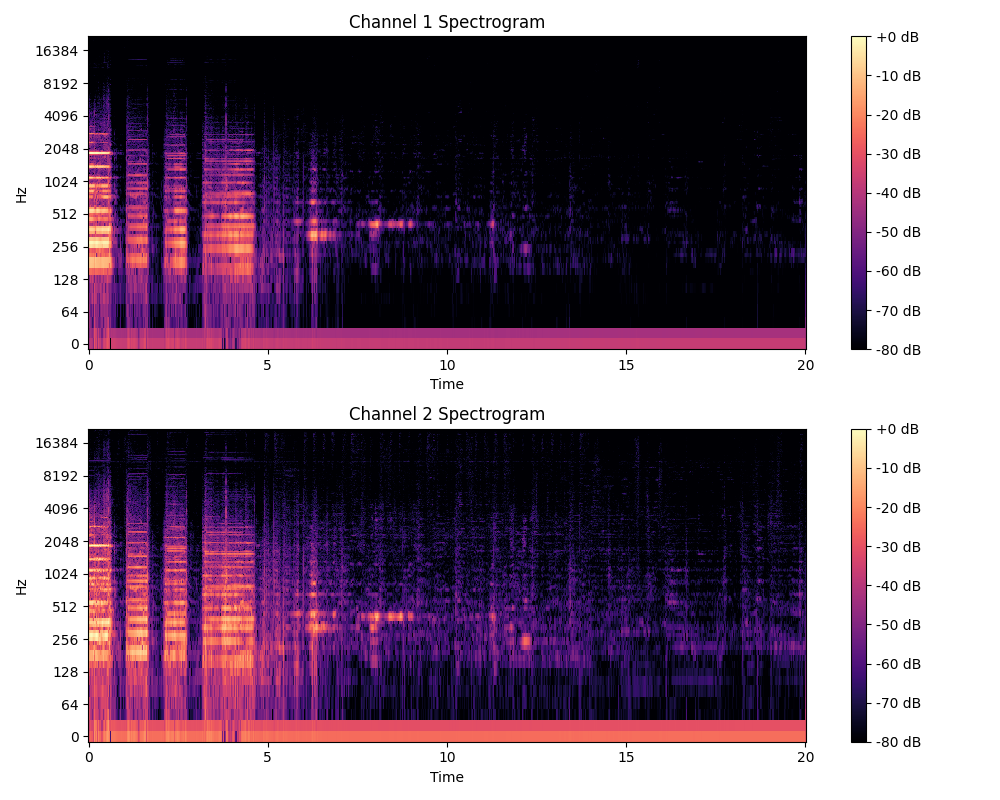 Channel 1 Spectrogram
Hz
16384
8192
4096
2048
1024
512
256
128
64
0
0 5 10 15 20
Time
+0 dB
-10 dB
-20 dB
-30 dB
-40 dB
-50 dB
-60 dB
-70 dB
-80 dB
Channel 2 Spectrogram
Hz
16384
8192
4096
2048
1024
512
256
128
64
0
0 5 10 15 20
Time
+0 dB
-10 dB
-20 dB
-30 dB
-40 dB
-50 dB
-60 dB
-70 dB
-80 dB